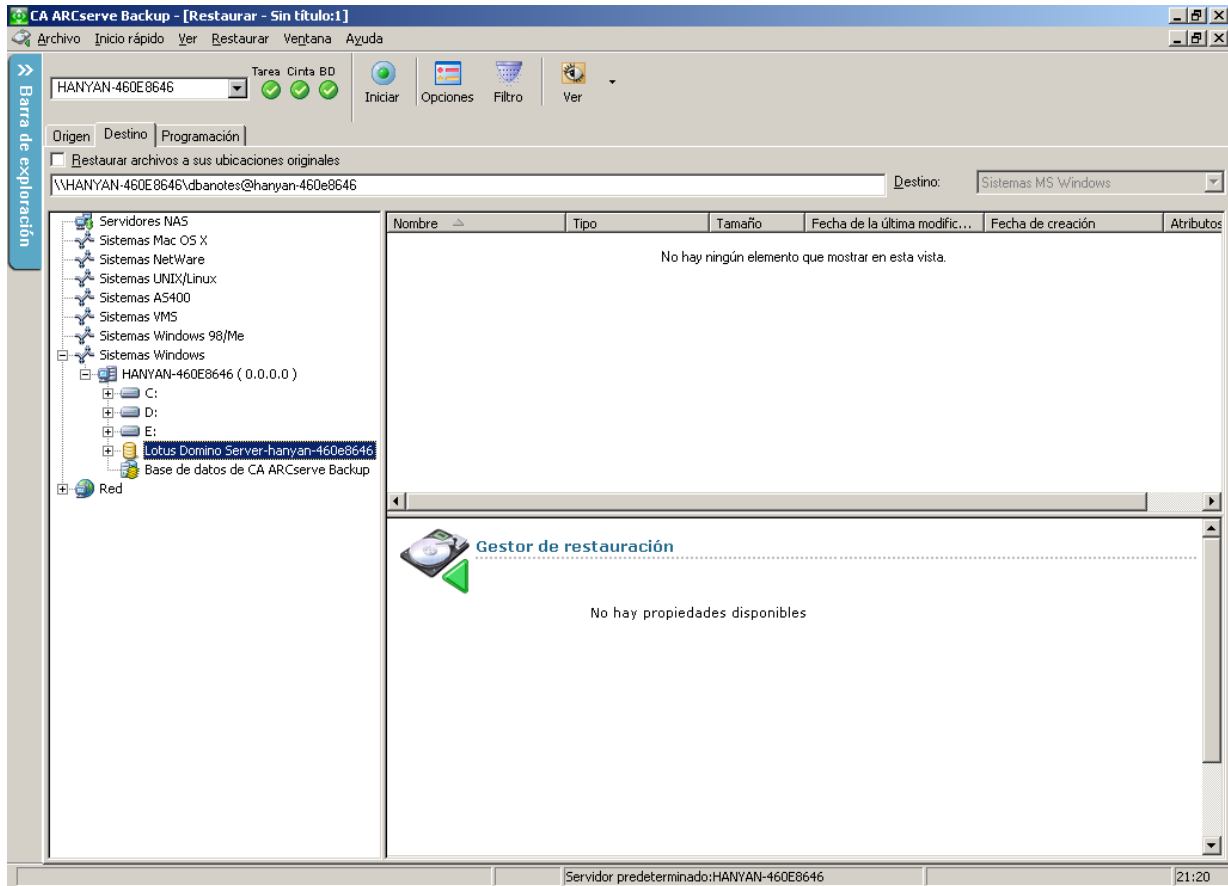 CA ARCserve Backup - [Restaurar - Sin título:1]
Archivo Inicio rápido Ver Restaurar Ventana Ayuda
Barra de exploración
HANYAN-460E8646
Tarea Cinta BD
Iniciar Opciones Filtro Ver
Origen Destino Programación
Restaurar archivos a sus ubicaciones originales
\\HANYAN-460E8646\dbanotes@hanyan-460e8646
Destino: Sistemas MS Windows
Servidores NAS
Sistemas Mac OS X
Sistemas NetWare
Sistemas UNIX/Linux
Sistemas AS400
Sistemas VMS
Sistemas Windows 98/Me
Sistemas Windows
HANYAN-460E8646 ( 0.0.0.0 )
C:
D:
E:
Lotus Domino Server-hanyan-460e8646
Base de datos de CA ARCserve Backup
Red
Nombre Tipo Tamaño Fecha de la última modific... Fecha de creación Atributos
No hay ningún elemento que mostrar en esta vista.
Gestor de restauración
No hay propiedades disponibles
Servidor predeterminado:HANYAN-460E8646
21:20